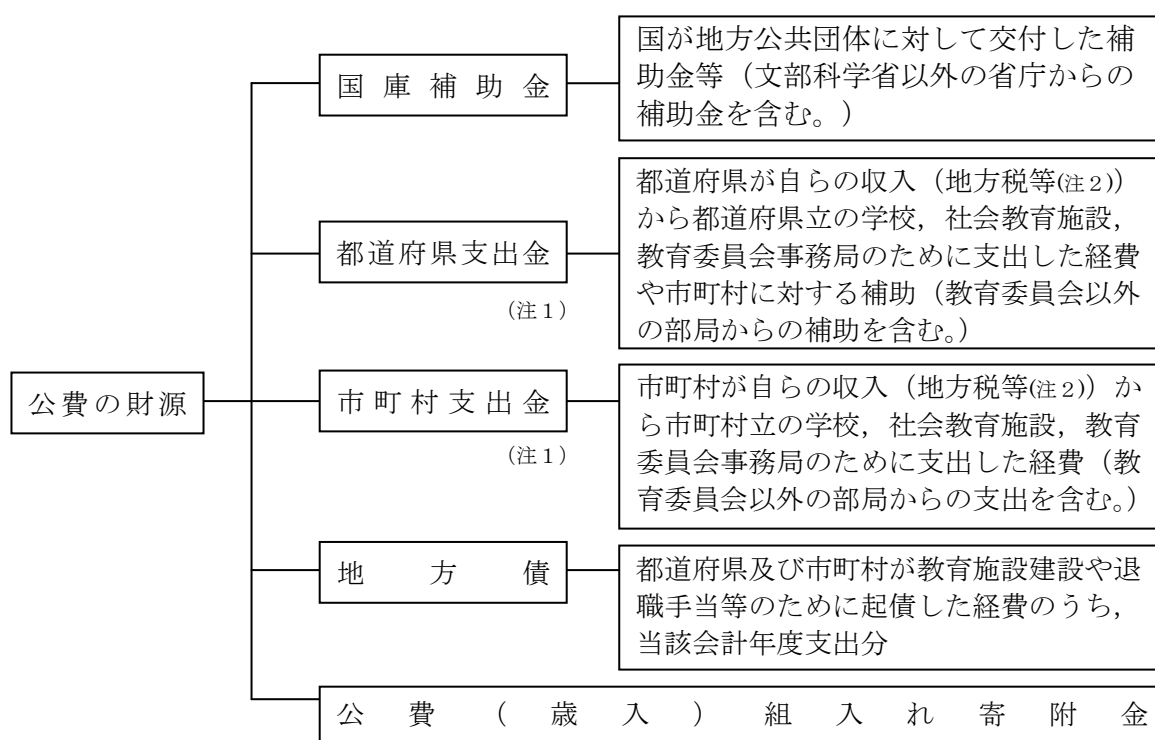 国庫補助金
国が地方公共団体に対して交付した補
助金等（文部科学省以外の省庁からの
補助金を含む。）
都道府県支出金
（注１）
都道府県が自らの収入（地方税等(注２)）
から都道府県立の学校，社会教育施設，
教育委員会事務局のために支出した経費
や市町村に対する補助（教育委員会以外
の部局からの補助を含む。）
公費の財源
市町村支出金
（注１）
市町村が自らの収入（地方税等(注２)）か
ら市町村立の学校，社会教育施設，教育
委員会事務局のために支出した経費（教
育委員会以外の部局からの支出を含む。）
地方債
都道府県及び市町村が教育施設建設や退
職手当等のために起債した経費のうち，
当該会計年度支出分
公費（歳入）組入れ寄附金